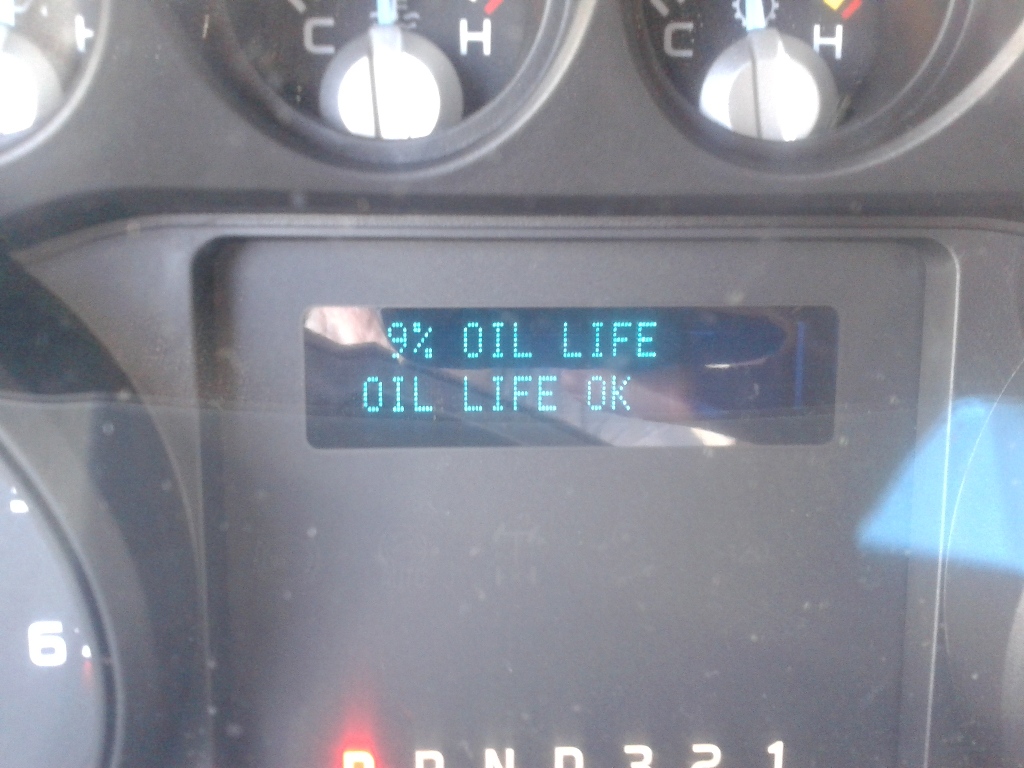 C H C H
9% OIL LIFE
OIL LIFE OK
6
P R N D 3 2 1